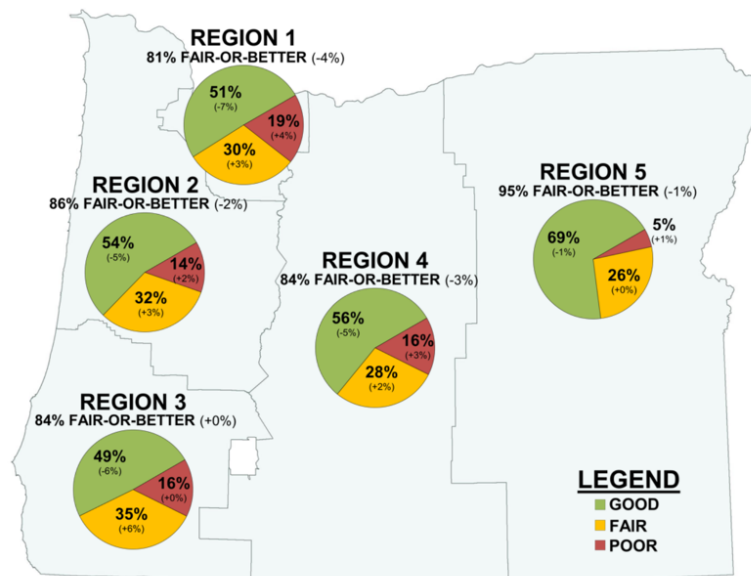 REGION 1
81% FAIR-OR-BETTER (-4%)
51%
(-7%)
19%
(+4%)
30%
(+3%)
REGION 2
86% FAIR-OR-BETTER (-2%)
54%
(-5%)
14%
(+2%)
32%
(+3%)
REGION 5
95% FAIR-OR-BETTER (-1%)
69%
(-1%)
5%
(+1%)
26%
(+0%)
REGION 4
84% FAIR-OR-BETTER (-3%)
56%
(-5%)
16%
(+3%)
28%
(+2%)
REGION 3
84% FAIR-OR-BETTER (+0%)
49%
(-6%)
16%
(+0%)
35%
(+6%)
LEGEND
GOOD
FAIR
POOR